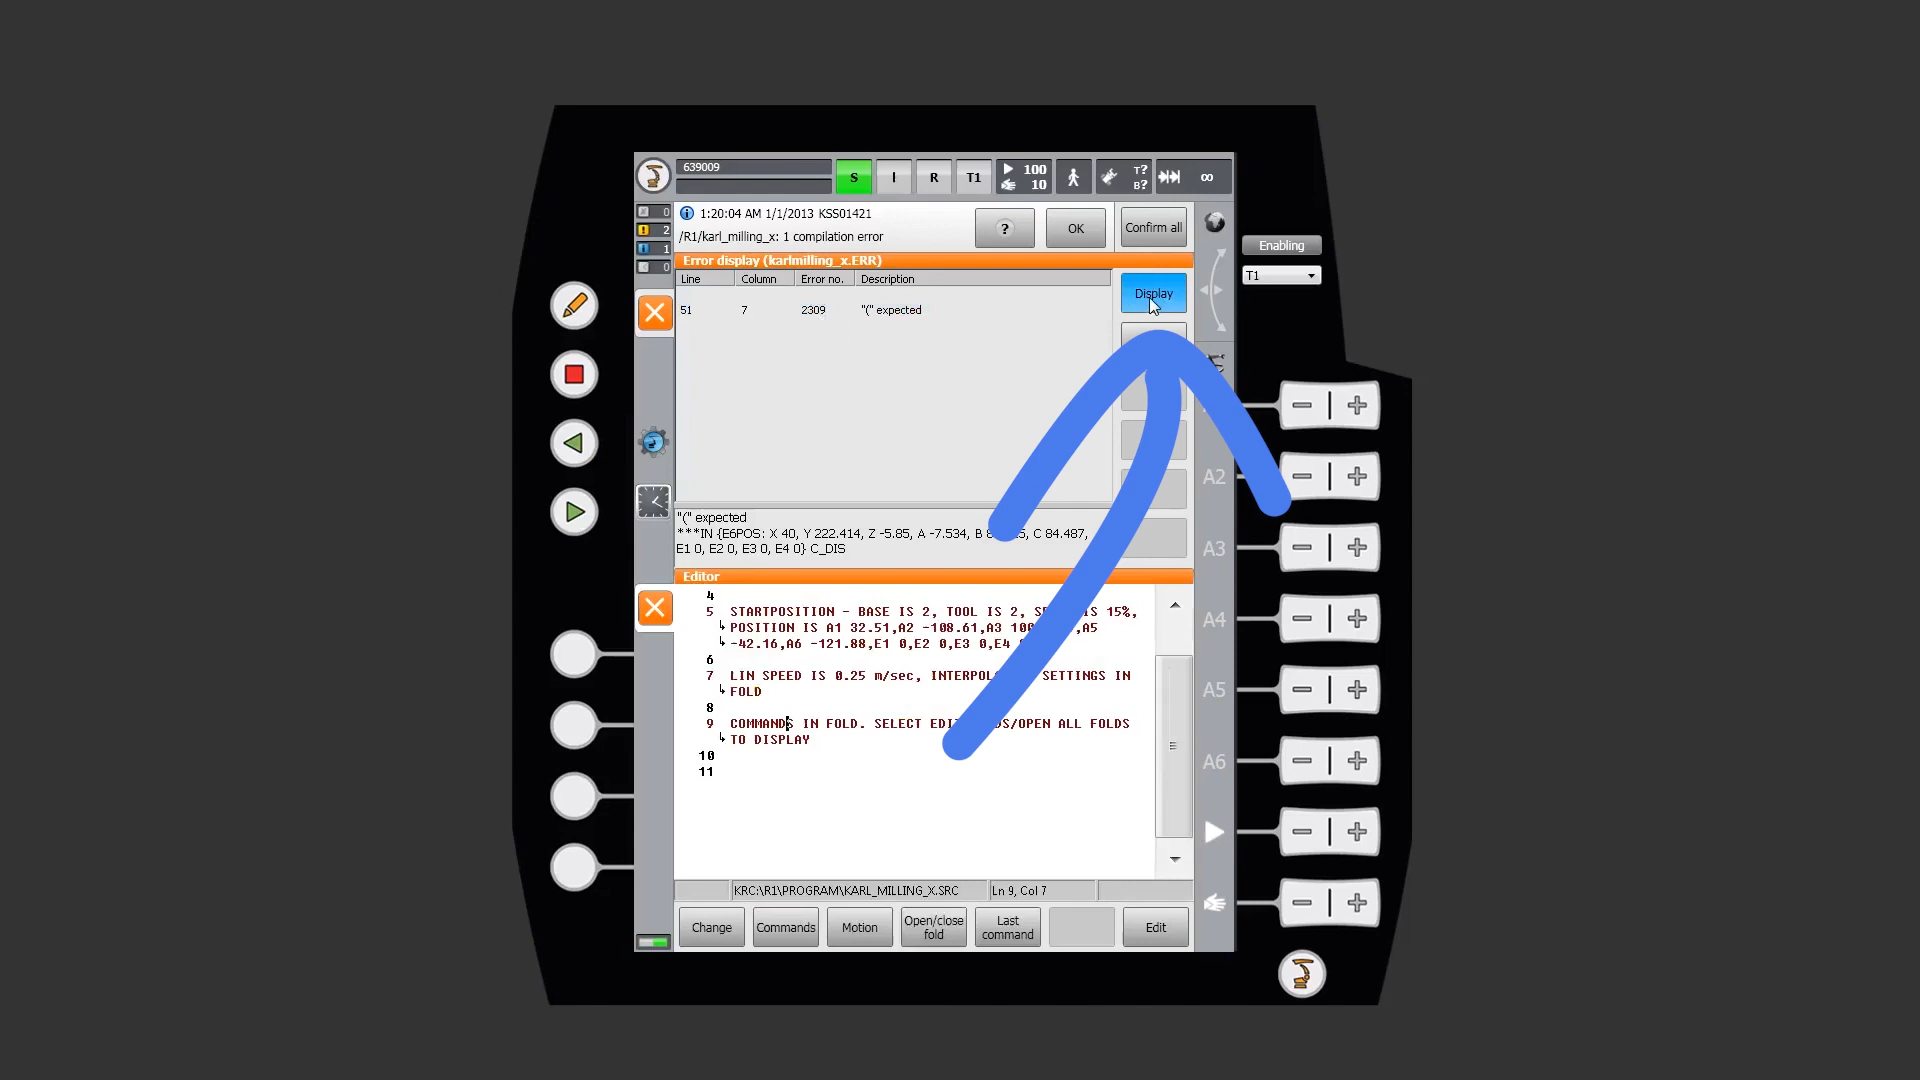 639009
S I R T1 100 10 T? B? ∞
0 1:20:04 AM 1/1/2013 KSS01421
2 /R1/karl_milling_x: 1 compilation error ? OK Confirm all
1
0
Enabling
T1
Error display (karlmilling_x.ERR)
Line Column Error no. Description
Display
51 7 2309 "(" expected
"(" expected
***IN {E6POS: X 40, Y 222.414, Z -5.85, A -7.534, B C 84.487,
E1 0, E2 0, E3 0, E4 0} C_DIS
Editor
4
5 STARTPOSITION - BASE IS 2, TOOL IS 2, IS 15%,
POSITION IS A1 32.51,A2 -108.61,A3 ,A5
-42.16,A6 -121.88,E1 0,E2 0,E3 0,E4
6
7 LIN SPEED IS 0.25 m/sec, SETTINGS IN
FOLD
8
9 COMMANDS IN FOLD. SELECT OPEN ALL FOLDS
TO DISPLAY
10
11
KRC:\R1\PROGRAM\KARL_MILLING_X.SRC Ln 9, Col 7
Change Commands Motion Open/close fold Last command Edit
A2
A3
A4
A5
A6